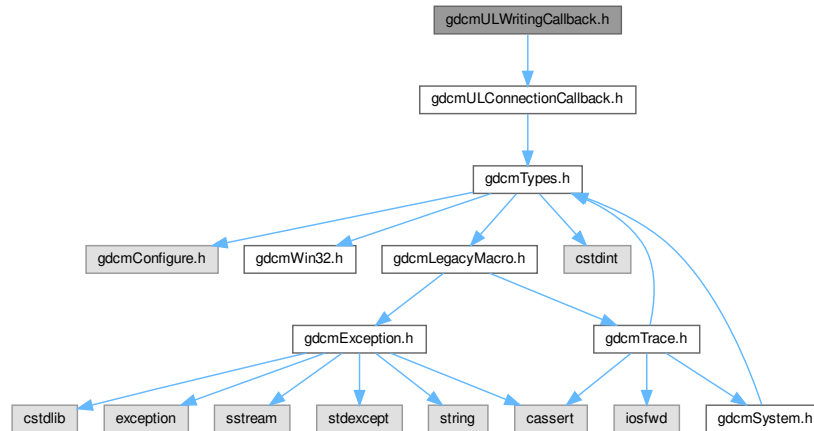 gdcmULWritingCallback.h
gdcmULConnectionCallback.h
gdcmTypes.h
gdcmConfigure.h
gdcmWin32.h
gdcmLegacyMacro.h
cstdint
gdcmException.h
gdcmTrace.h
cstdlib
exception
sstream
stdexcept
string
cassert
iosfwd
gdcmSystem.h